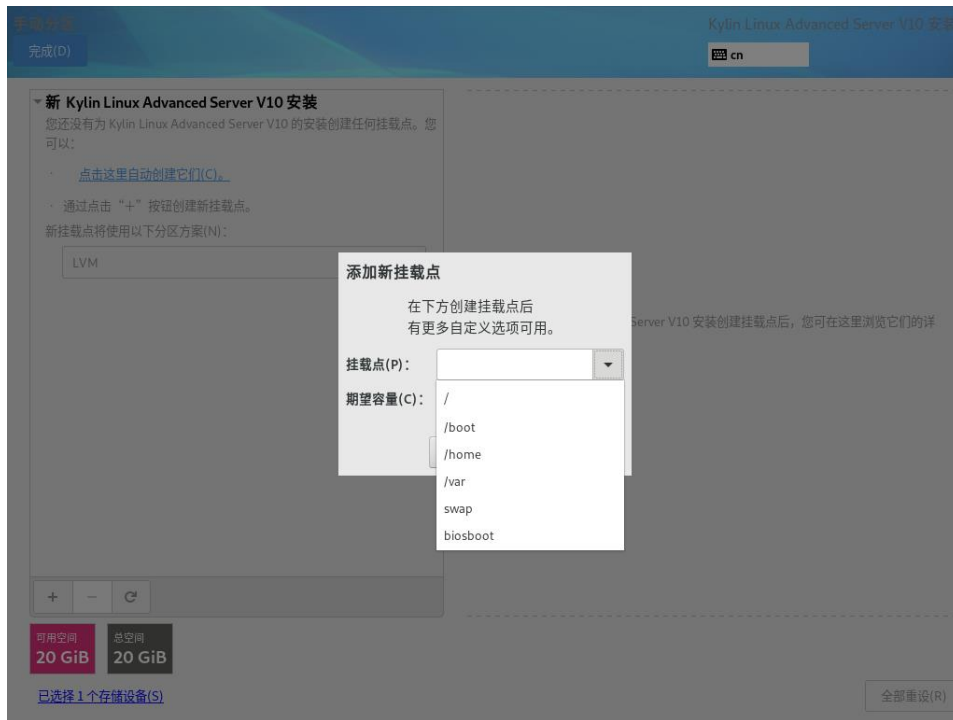 手动分区
完成(D)
Kylin Linux Advanced Server V10 安装
cn
新 Kylin Linux Advanced Server V10 安装
您还没有为 Kylin Linux Advanced Server V10 的安装创建任何挂载点。您
可以：
· 点击这里自动创建它们(C)。
· 通过点击“+”按钮创建新挂载点。
新挂载点将使用以下分区方案(N)：
LVM
添加新挂载点
在下方创建挂载点后
有更多自定义选项可用。
Server V10 安装创建挂载点后，您可在这里浏览它们的详
挂载点(P)：
期望容量(C)：
/
/boot
/home
/var
swap
biosboot
+ −
可用空间
20 GiB
总空间
20 GiB
已选择 1 个存储设备(S)
全部重设(R)